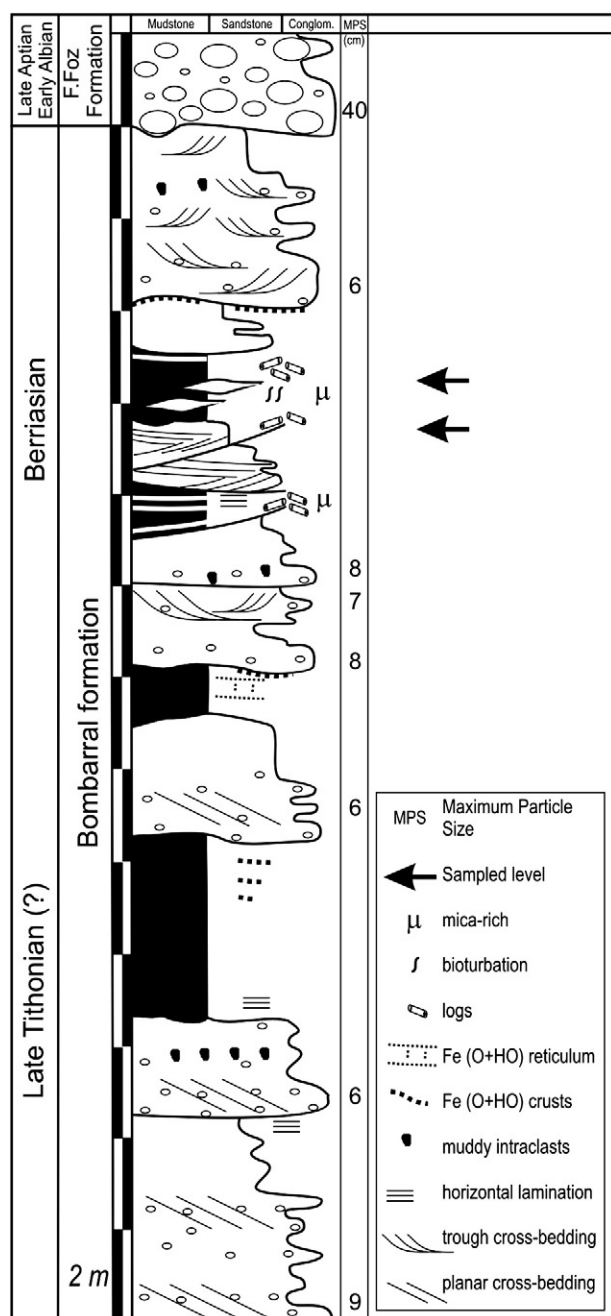 Mudstone Sandstone Conglom. MPS
(cm)
Late Aptian
Early Albian
F.Foz
Formation
40
6
Berriasian
μ
μ
8
7
8
Bombarral formation
6
Late Tithonian (?)
6
2 m
9
MPS Maximum Particle
Size
Sampled level
μ mica-rich
bioturbation
logs
Fe (O+HO) reticulum
Fe (O+HO) crusts
muddy intraclasts
horizontal lamination
trough cross-bedding
planar cross-bedding